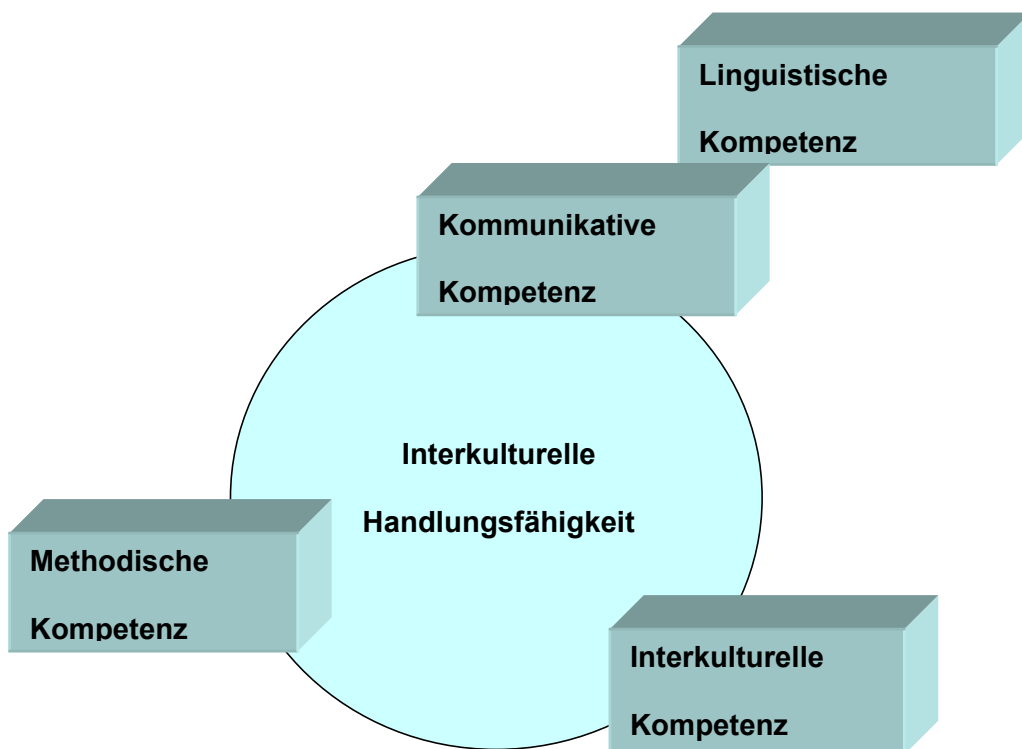 Linguistische
Kompetenz
Kommunikative
Kompetenz
Interkulturelle
Handlungsfähigkeit
Methodische
Kompetenz
Interkulturelle
Kompetenz